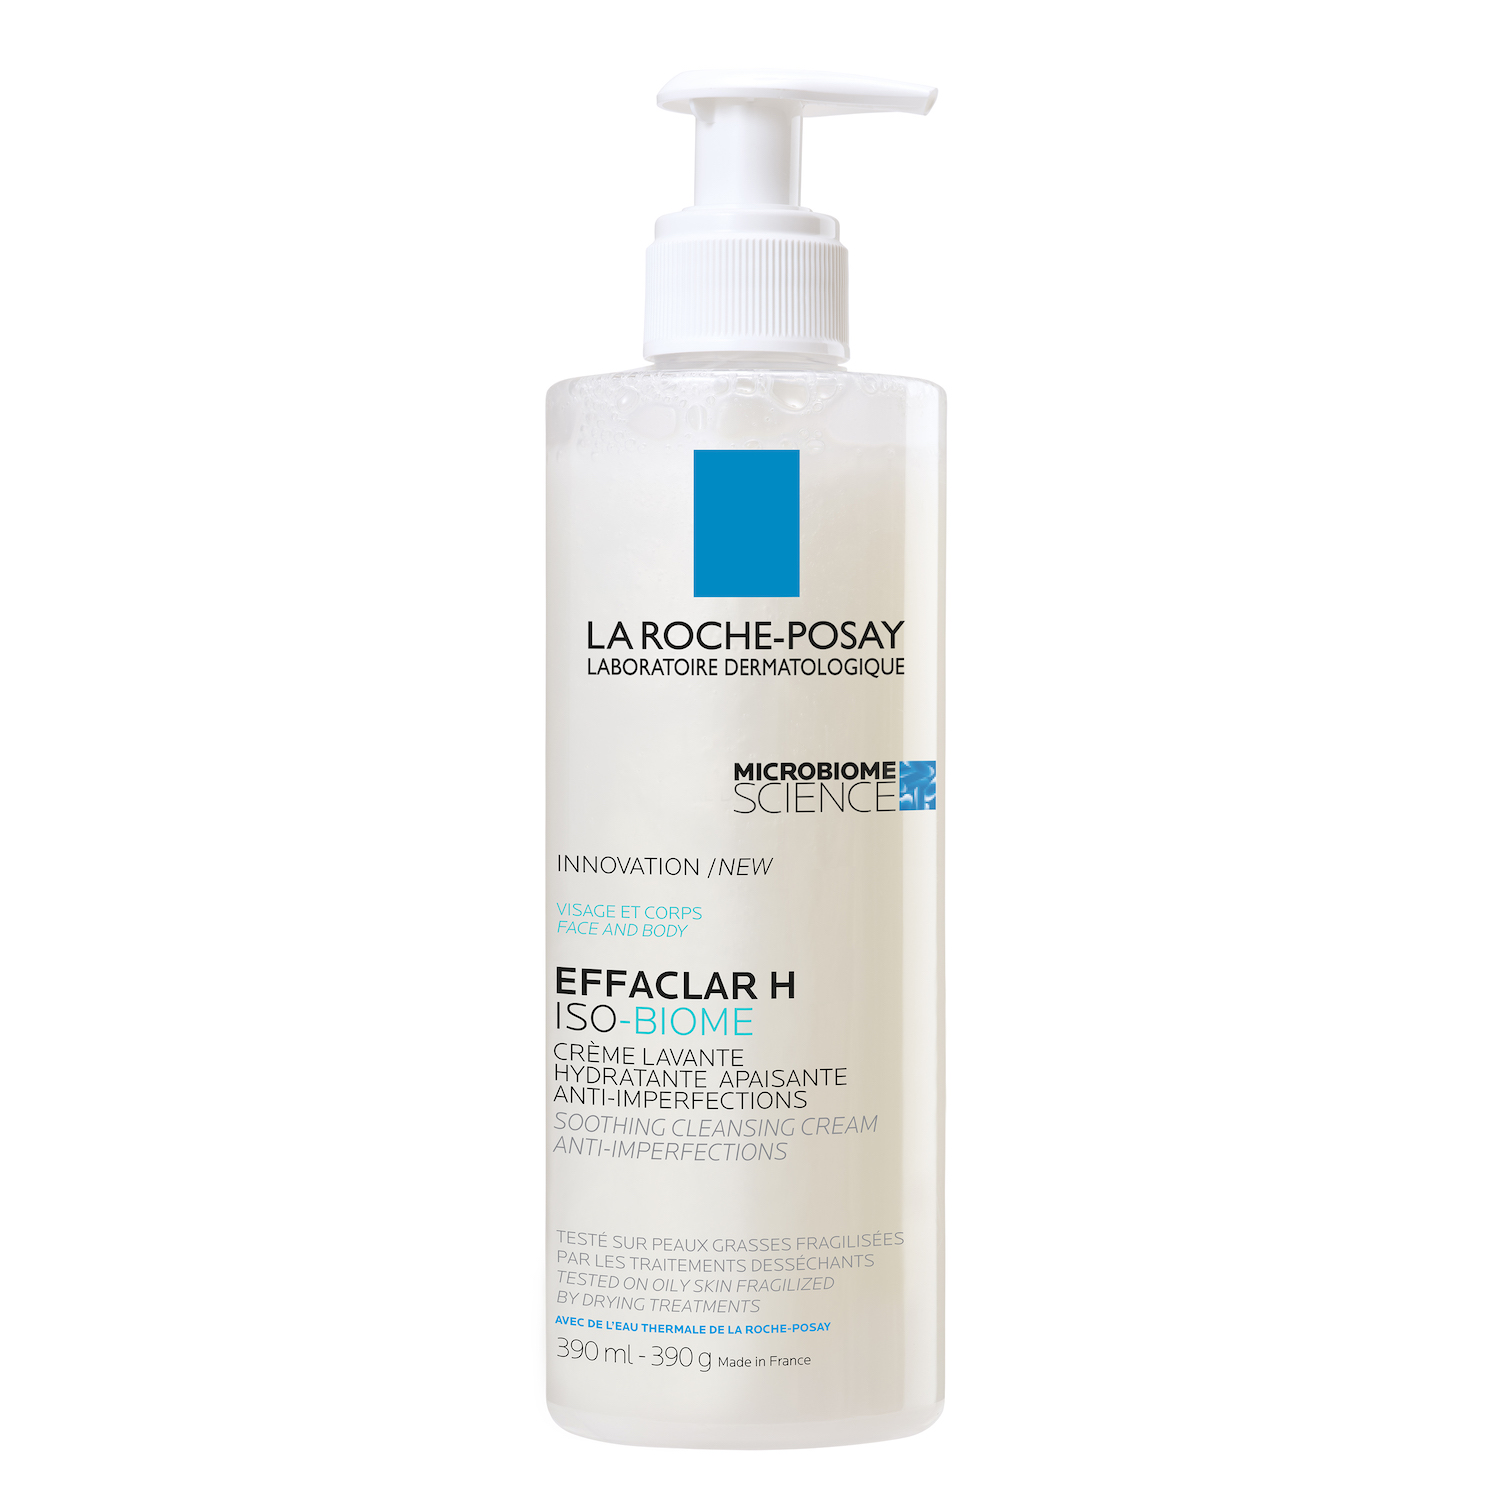 LA ROCHE-POSAY
LABORATOIRE DERMATOLOGIQUE
MICROBIOME
SCIENCE
INNOVATION / NEW
VISAGE ET CORPS
FACE AND BODY
EFFACLAR H
ISO-BIOME
CRÈME LAVANTE
HYDRATANTE APAISANTE
ANTI-IMPERFECTIONS
SOOTHING CLEANSING CREAM
ANTI-IMPERFECTIONS
TESTÉ SUR PEAUX GRASSES FRAGILISÉES
PAR LES TRAITEMENTS DESSÉCHANTS
TESTED ON OILY SKIN FRAGILIZED
BY DRYING TREATMENTS
AVEC DE L'EAU THERMALE DE LA ROCHE-POSAY
390 ml - 390 g Made in France